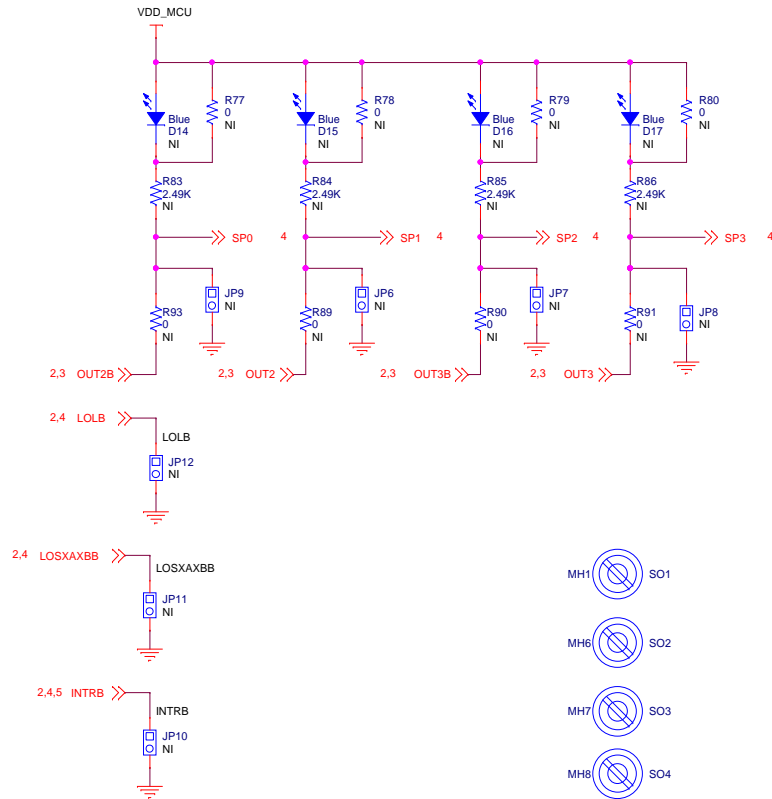 VDD_MCU
R77
0
NI
R78
0
NI
R79
0
NI
R80
0
NI
Blue
D14
NI
Blue
D15
NI
Blue
D16
NI
Blue
D17
NI
R83
2.49K
NI
R84
2.49K
NI
R85
2.49K
NI
R86
2.49K
NI
SP0 4
SP1 4
SP2 4
SP3 4
JP9
NI
JP6
NI
JP7
NI
JP8
NI
R93
0
NI
R89
0
NI
R90
0
NI
R91
0
NI
2,3 OUT2B
2,3 OUT2
2,3 OUT3B
2,3 OUT3
2,4 LOLB
LOLB
JP12
NI
2,4 LOSXAXBB
LOSXAXBB
JP11
NI
2,4,5 INTRB
INTRB
JP10
NI
MH1 SO1
MH6 SO2
MH7 SO3
MH8 SO4